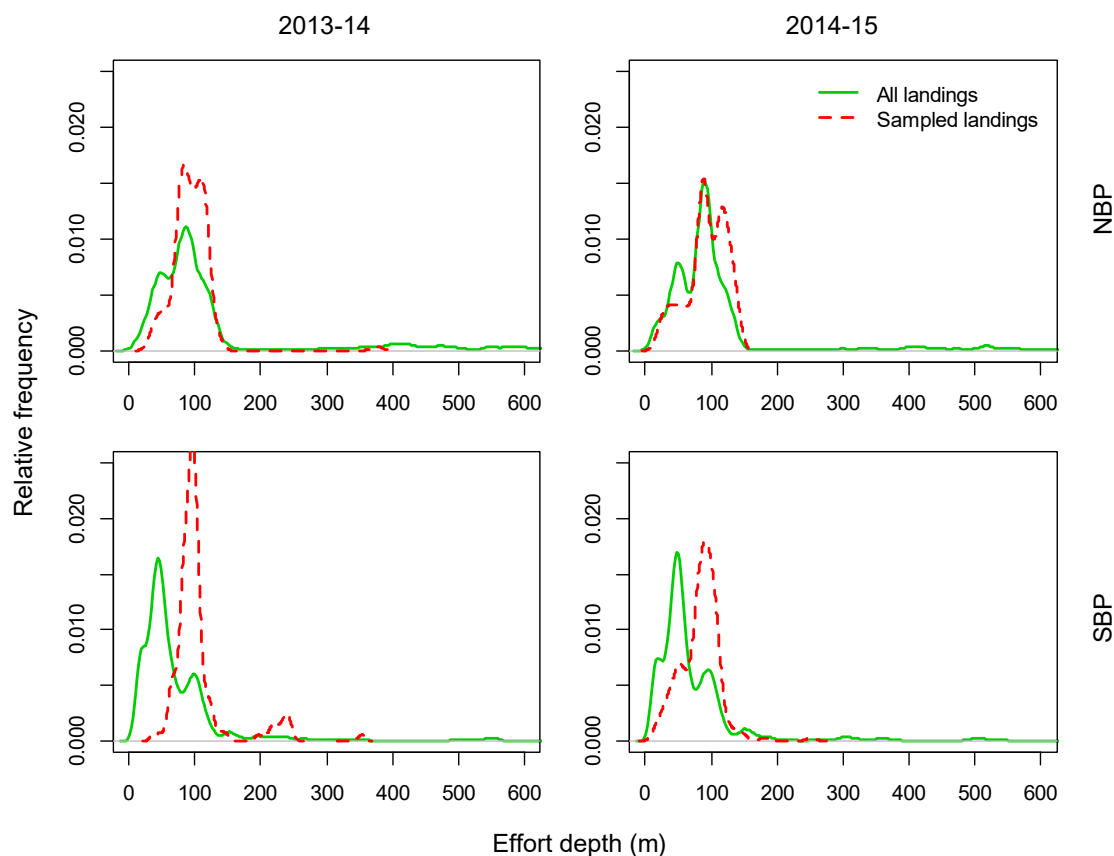 2013-14
2014-15
Relative frequency
0.000 0.010 0.020
0 100 200 300 400 500 600
All landings
Sampled landings
0.000 0.010 0.020
0 100 200 300 400 500 600
NBP
0.000 0.010 0.020
0 100 200 300 400 500 600
0.000 0.010 0.020
0 100 200 300 400 500 600
SBP
Effort depth (m)